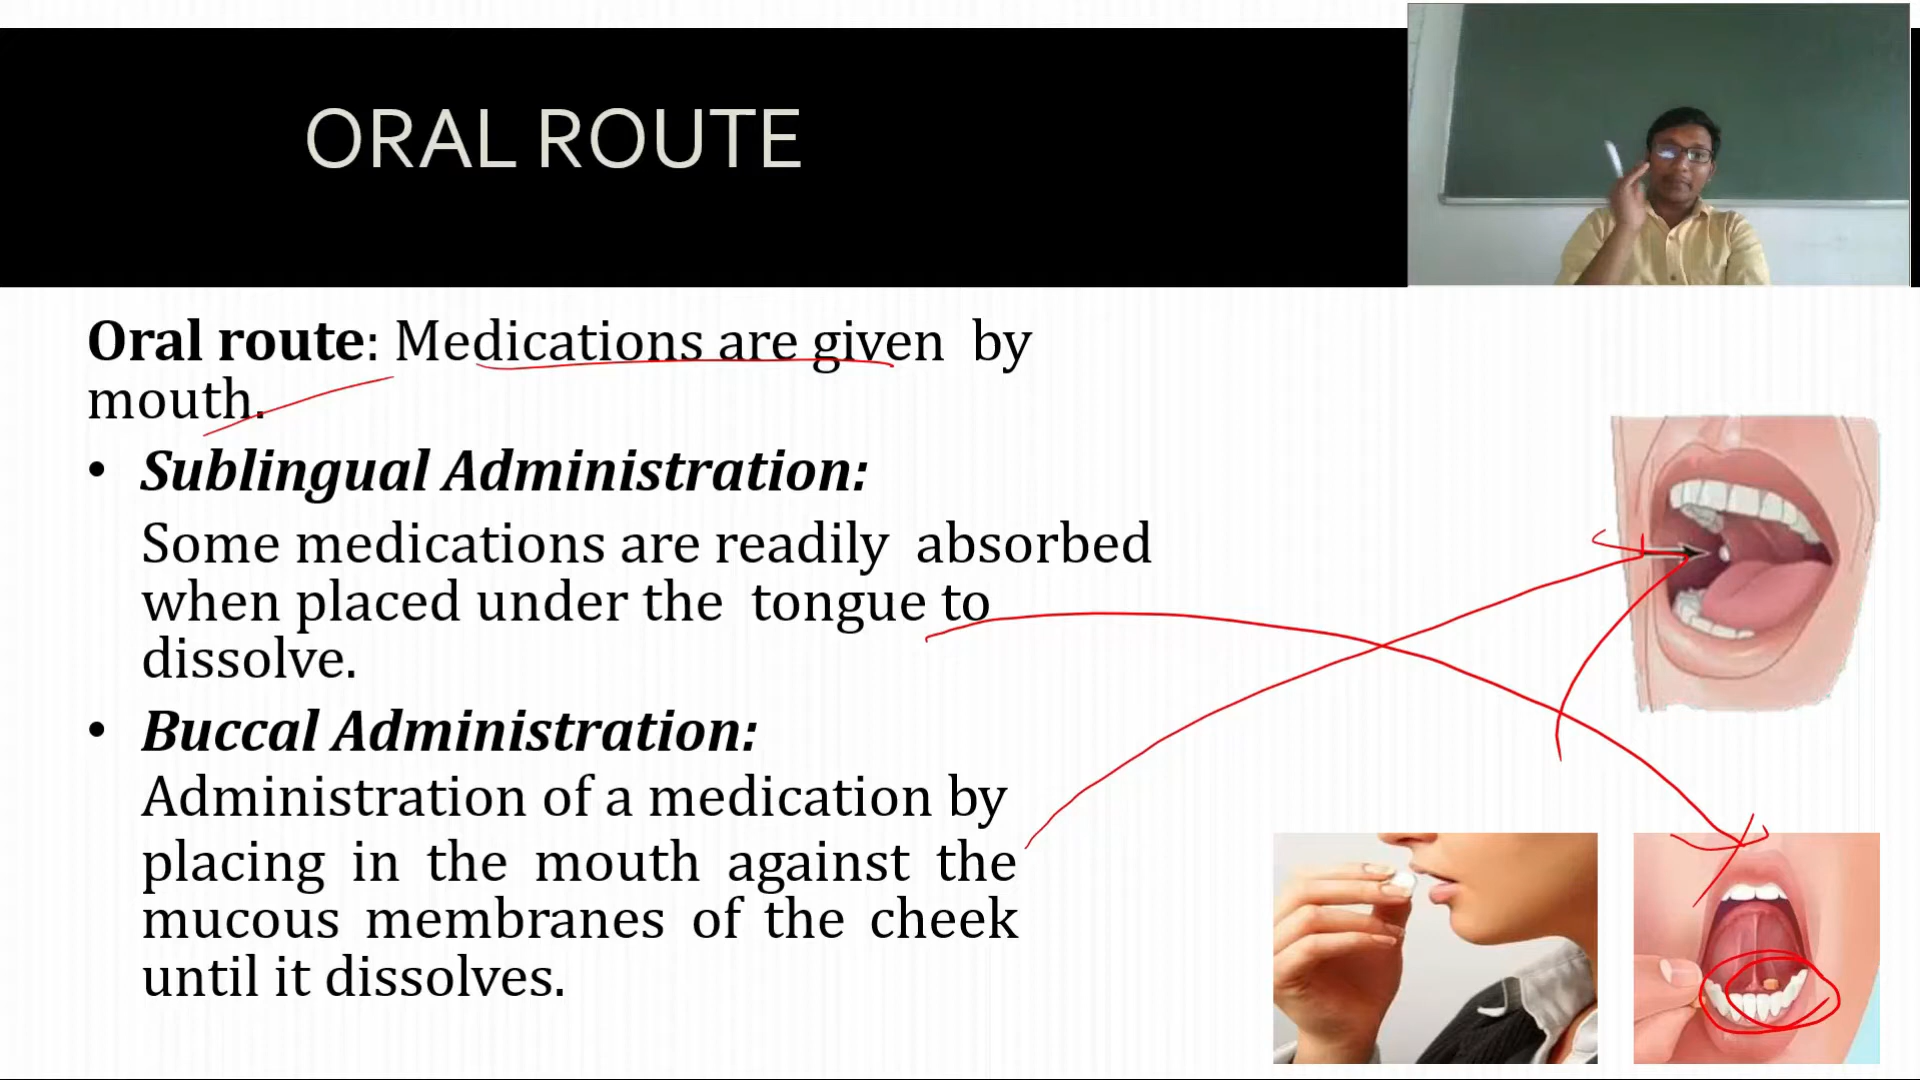 ORAL ROUTE
Oral route: Medications are given by
mouth.
• Sublingual Administration:
Some medications are readily absorbed
when placed under the tongue to
dissolve.
• Buccal Administration:
Administration of a medication by
placing in the mouth against the
mucous membranes of the cheek
until it dissolves.